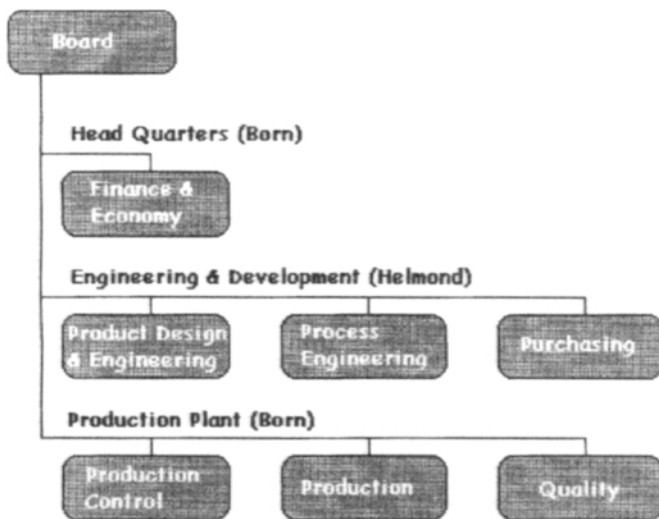 Board
Head Quarters (Born)
Finance &
Economy
Engineering & Development (Helmond)
Product Design
& Engineering
Process
Engineering
Purchasing
Production Plant (Born)
Production
Control
Production
Quality